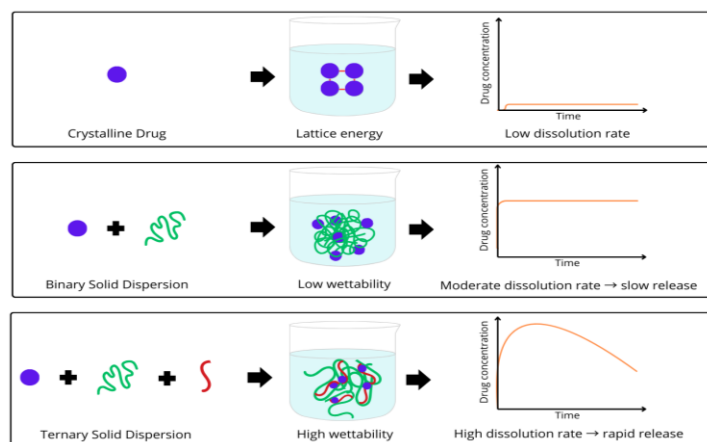 Drug concentration
Time
Crystalline Drug
Lattice energy
Low dissolution rate
Drug concentration
Time
Binary Solid Dispersion
Low wettability
Moderate dissolution rate → slow release
Drug concentration
Time
Ternary Solid Dispersion
High wettability
High dissolution rate → rapid release